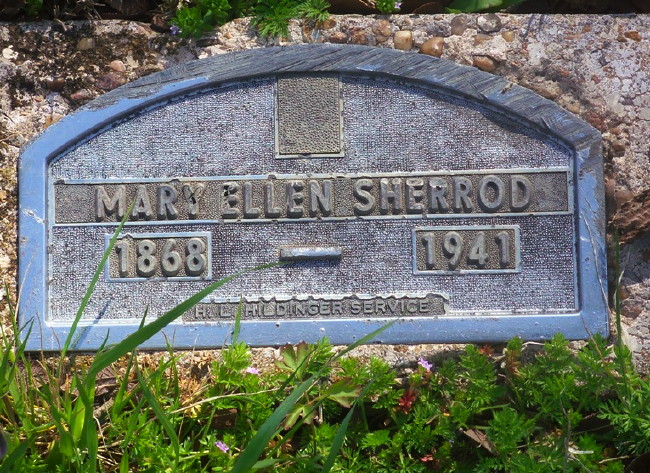 MARY ELLEN SHERROD
1868 - 1941
SERVICE